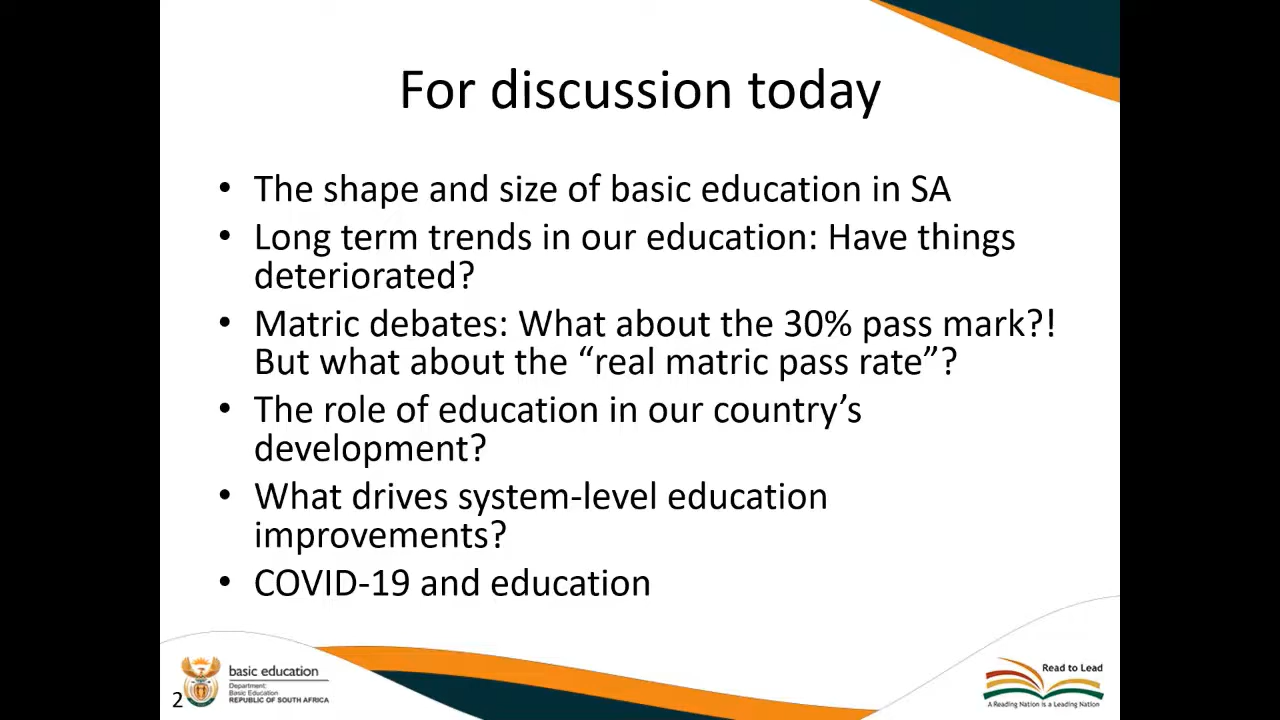 For discussion today
• The shape and size of basic education in SA
• Long term trends in our education: Have things
deteriorated?
• Matric debates: What about the 30% pass mark?!
But what about the “real matric pass rate”?
• The role of education in our country’s
development?
• What drives system-level education
improvements?
• COVID-19 and education
2
basic education
Department:
Basic Education
REPUBLIC OF SOUTH AFRICA
Read to Lead
A Reading Nation is a Leading Nation